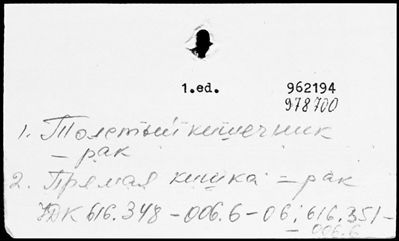 1.ed. 962194
978700
1. Толстый кишечник
– рак
2. Прямая кишка – рак
УДК 616.348-006.6-06; 616.351-
-006.6